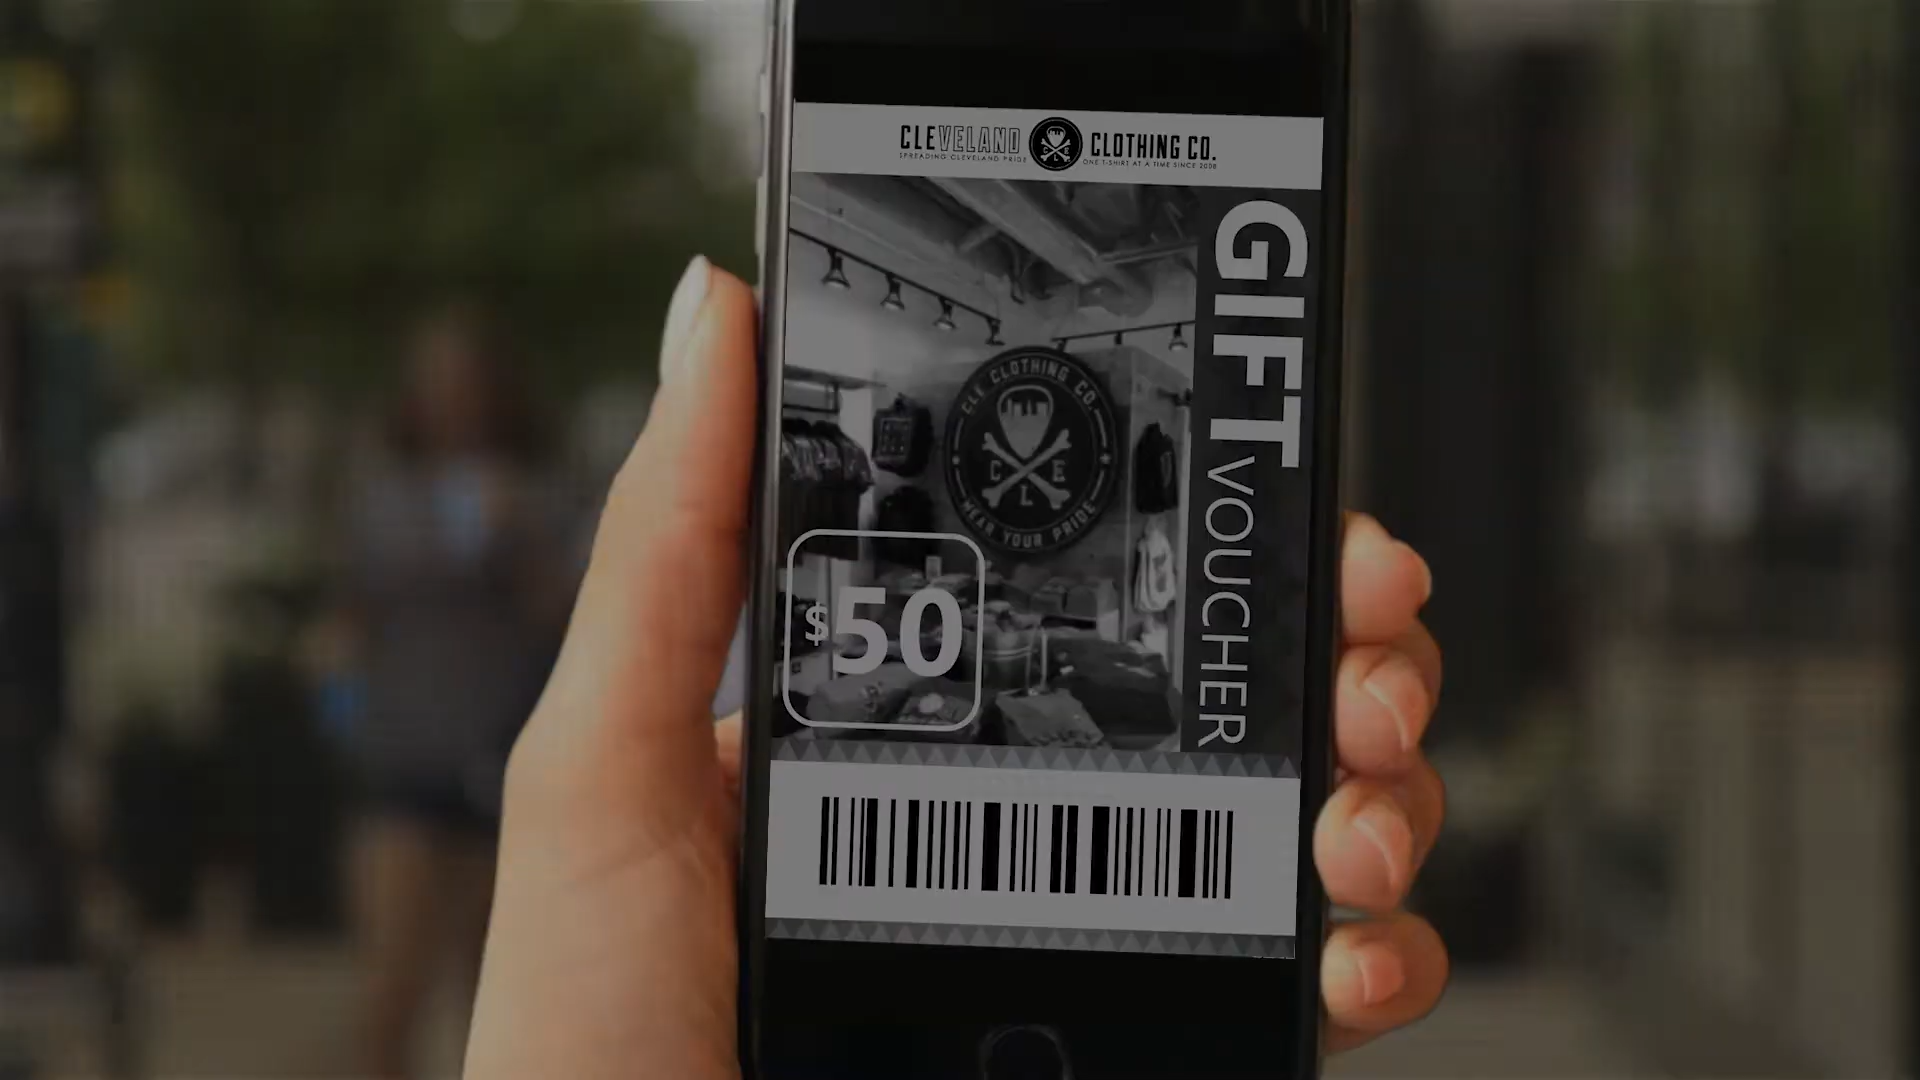 CLEVELAND CLOTHING CO.
SPREADING CLEVELAND PRIDE ONE T-SHIRT AT A TIME SINCE 2008
GIFT VOUCHER
CLE CLOTHING CO.
C L E
WEAR YOUR PRIDE
$50